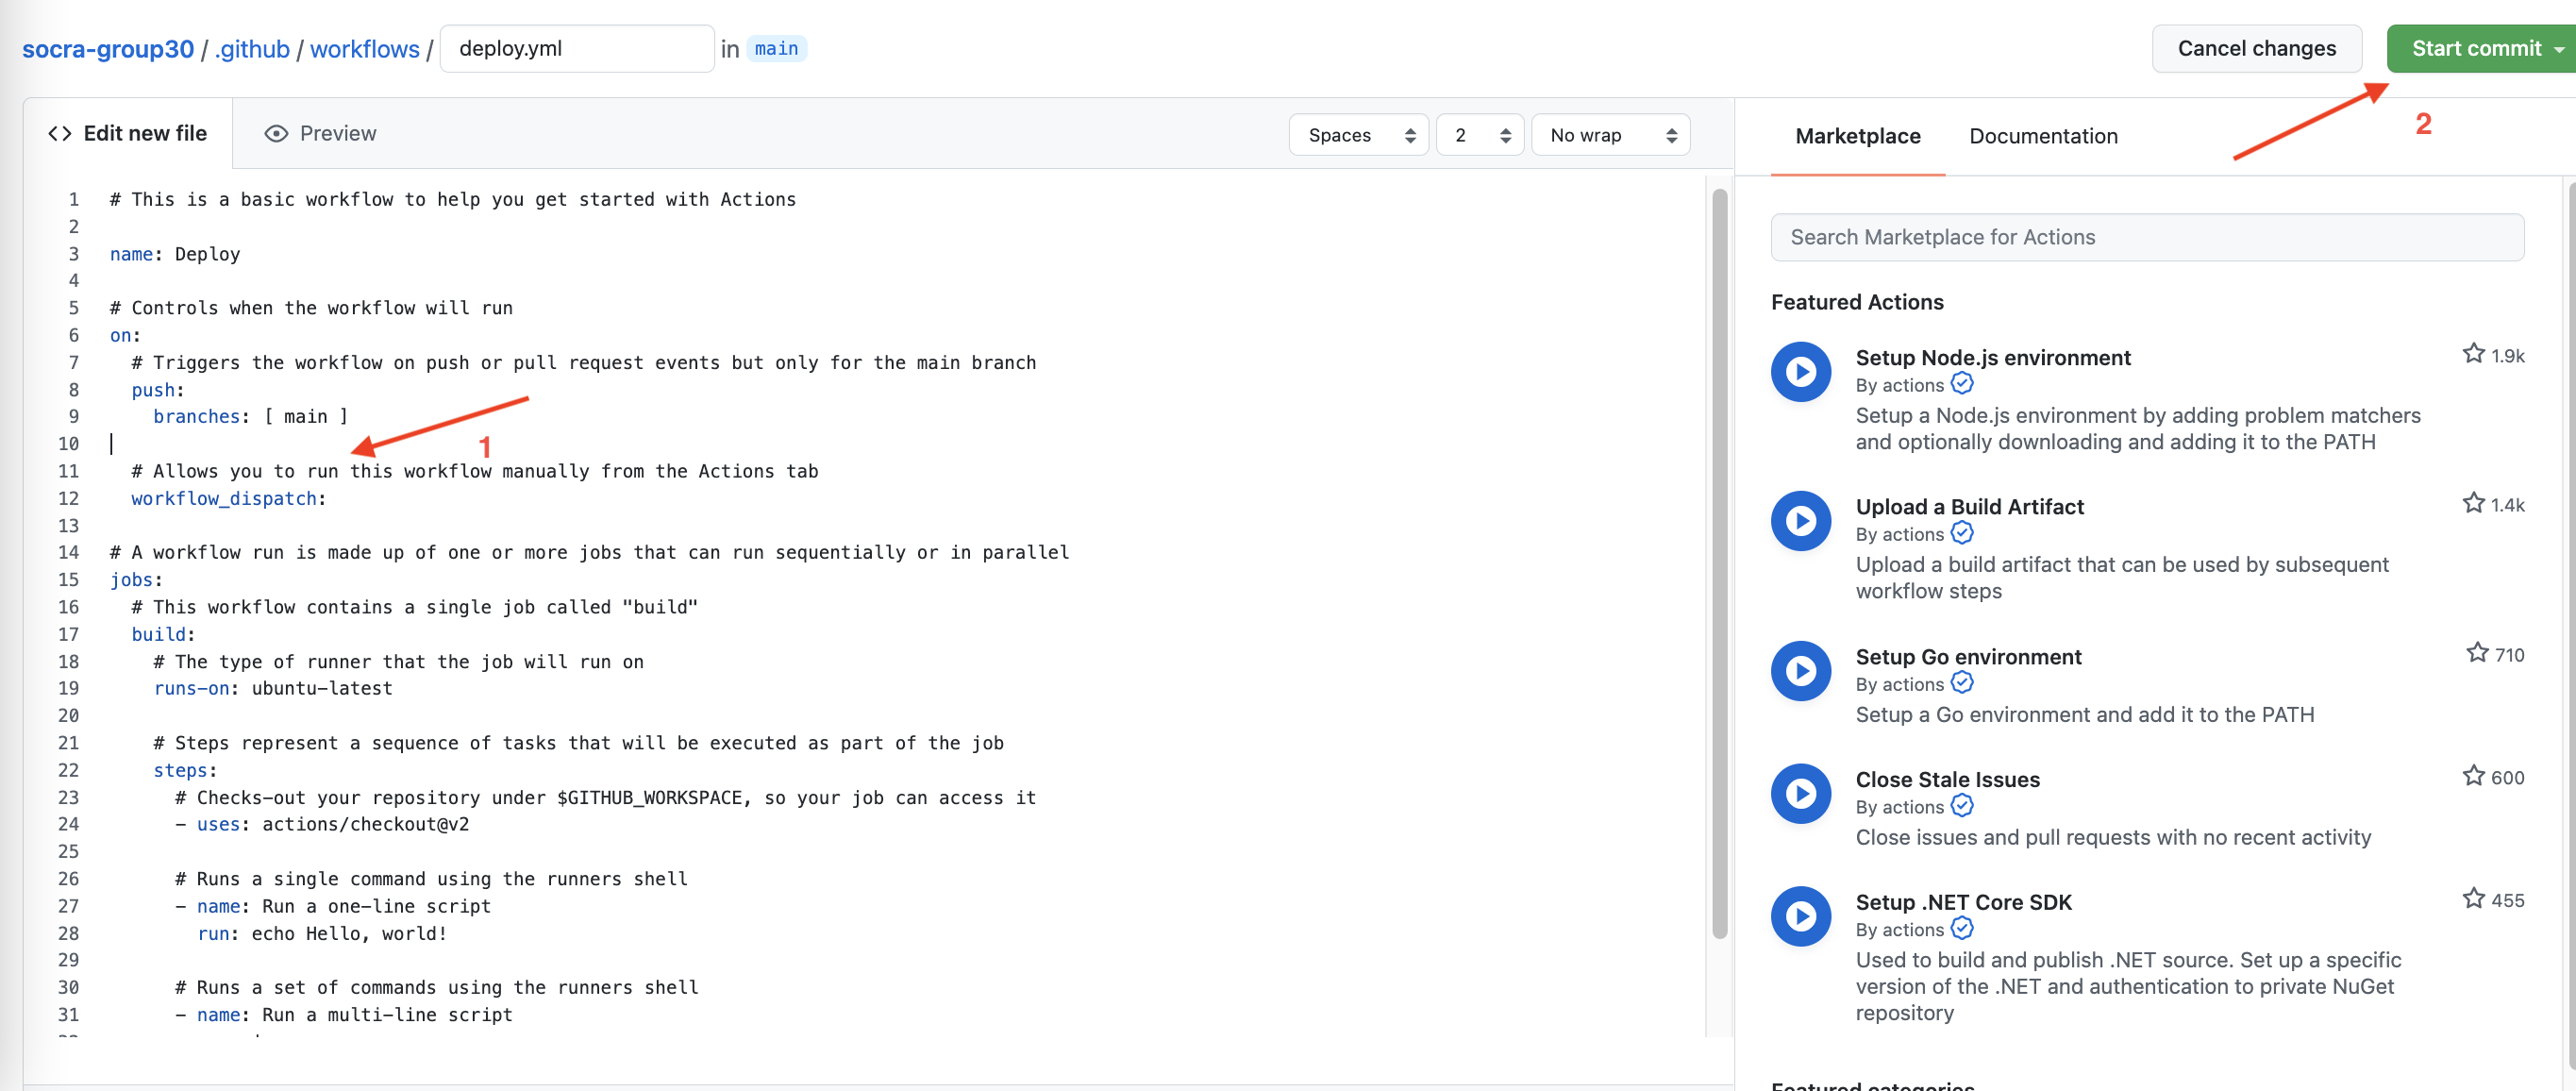 socra-group30 / .github / workflows / deploy.yml in main
Cancel changes
Start commit
2
Edit new file
Preview
Spaces
2
No wrap
1 # This is a basic workflow to help you get started with Actions
2
3 name: Deploy
4
5 # Controls when the workflow will run
6 on:
7 # Triggers the workflow on push or pull request events but only for the main branch
8 push:
9 branches: [ main ]
10
1
11 # Allows you to run this workflow manually from the Actions tab
12 workflow_dispatch:
13
14 # A workflow run is made up of one or more jobs that can run sequentially or in parallel
15 jobs:
16 # This workflow contains a single job called "build"
17 build:
18 # The type of runner that the job will run on
19 runs-on: ubuntu-latest
20
21 # Steps represent a sequence of tasks that will be executed as part of the job
22 steps:
23 # Checks-out your repository under $GITHUB_WORKSPACE, so your job can access it
24 - uses: actions/checkout@v2
25
26 # Runs a single command using the runners shell
27 - name: Run a one-line script
28 run: echo Hello, world!
29
30 # Runs a set of commands using the runners shell
31 - name: Run a multi-line script
Marketplace
Documentation
Search Marketplace for Actions
Featured Actions
Setup Node.js environment
1.9k
By actions
Setup a Node.js environment by adding problem matchers
and optionally downloading and adding it to the PATH
Upload a Build Artifact
1.4k
By actions
Upload a build artifact that can be used by subsequent
workflow steps
Setup Go environment
710
By actions
Setup a Go environment and add it to the PATH
Close Stale Issues
600
By actions
Close issues and pull requests with no recent activity
Setup .NET Core SDK
455
By actions
Used to build and publish .NET source. Set up a specific
version of the .NET and authentication to private NuGet
repository
Featured categories